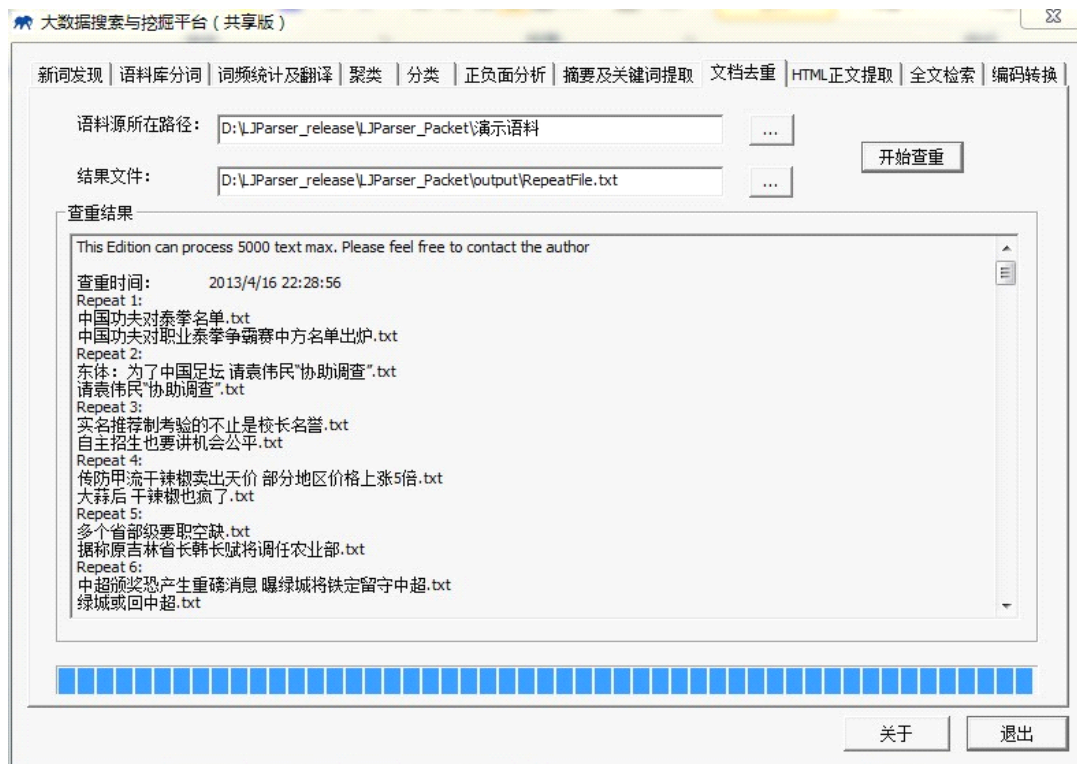 大数据搜索与挖掘平台（共享版）
新词发现 语料库分词 词频统计及翻译 聚类 分类 正负面分析 摘要及关键词提取 文档去重 HTML正文提取 全文检索 编码转换
语料源所在路径： D:\LJParser_release\LJParser_Packet\演示语料 ...
开始查重
结果文件： D:\LJParser_release\LJParser_Packet\output\RepeatFile.txt ...
查重结果
This Edition can process 5000 text max. Please feel free to contact the author
查重时间： 2013/4/16 22:28:56
Repeat 1:
中国功夫对泰拳名单.txt
中国功夫对职业泰拳争霸赛中方名单出炉.txt
Repeat 2:
东体：为了中国足坛 请袁伟民“协助调查”.txt
请袁伟民“协助调查”.txt
Repeat 3:
实名推荐制考验的不止是校长名誉.txt
自主招生也要讲机会公平.txt
Repeat 4:
传防甲流干辣椒卖出天价 部分地区价格上涨5倍.txt
大蒜后 干辣椒也疯了.txt
Repeat 5:
多个省部级要职空缺.txt
据称原吉林省长韩长赋将调任农业部.txt
Repeat 6:
中超颁奖恐产生重磅消息 曝绿城将铁定留守中超.txt
绿城或回中超.txt
关于 退出